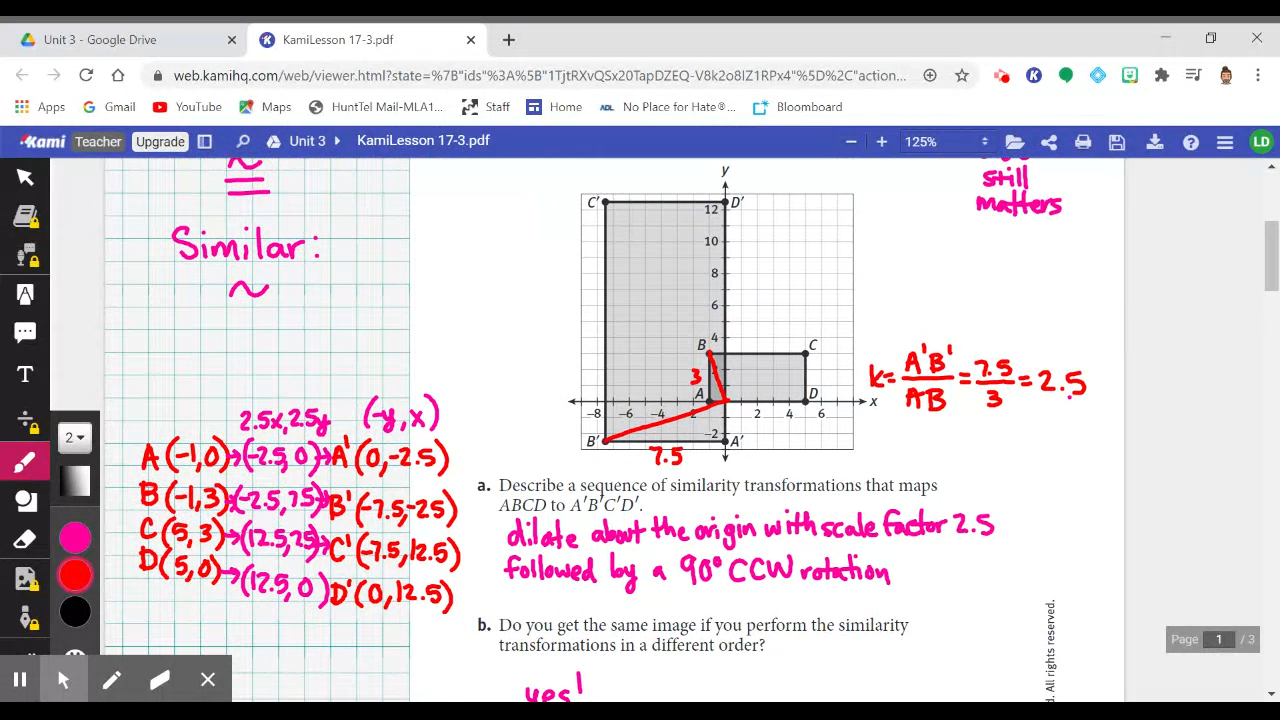 Unit 3 - Google Drive
KamiLesson 17-3.pdf
web.kamihq.com/web/viewer.html?state=%7B"ids"%3A%5B"1TjtRXvQSx20TapDZEQ-V8k2o8IZ1RPx4"%5D%2C"action...
Apps
Gmail
YouTube
Maps
HuntTel Mail-MLA1...
Staff
Home
ADL
No Place for Hates...
Bloomboard
Kami
Teacher
Upgrade
Unit 3
KamiLesson 17-3.pdf
125%
LD
still
matters
≅
Similar:
~
y
C'
D'
12
10
8
6
4
B
C
3
A
D
x
-8
-6
-4
-2
2
4
6
-2
B'
A'
7.5
k = A'B'/AB = 7.5/3 = 2.5
2.5x, 2.5y (-y, x)
A(-1,0)→(-2.5,0)→A'(0,-2.5)
B(-1,3)→(-2.5,7.5)→B'(-7.5,-2.5)
C(5,3)→(12.5,7.5)→C'(-7.5,12.5)
D(5,0)→(12.5,0)D'(0,12.5)
a. Describe a sequence of similarity transformations that maps
ABCD to A'B'C'D'.
dilate about the origin with scale factor 2.5
followed by a 90° CCW rotation
b. Do you get the same image if you perform the similarity
transformations in a different order?
yes!
d. All rights reserved.
Page 1 / 3
2